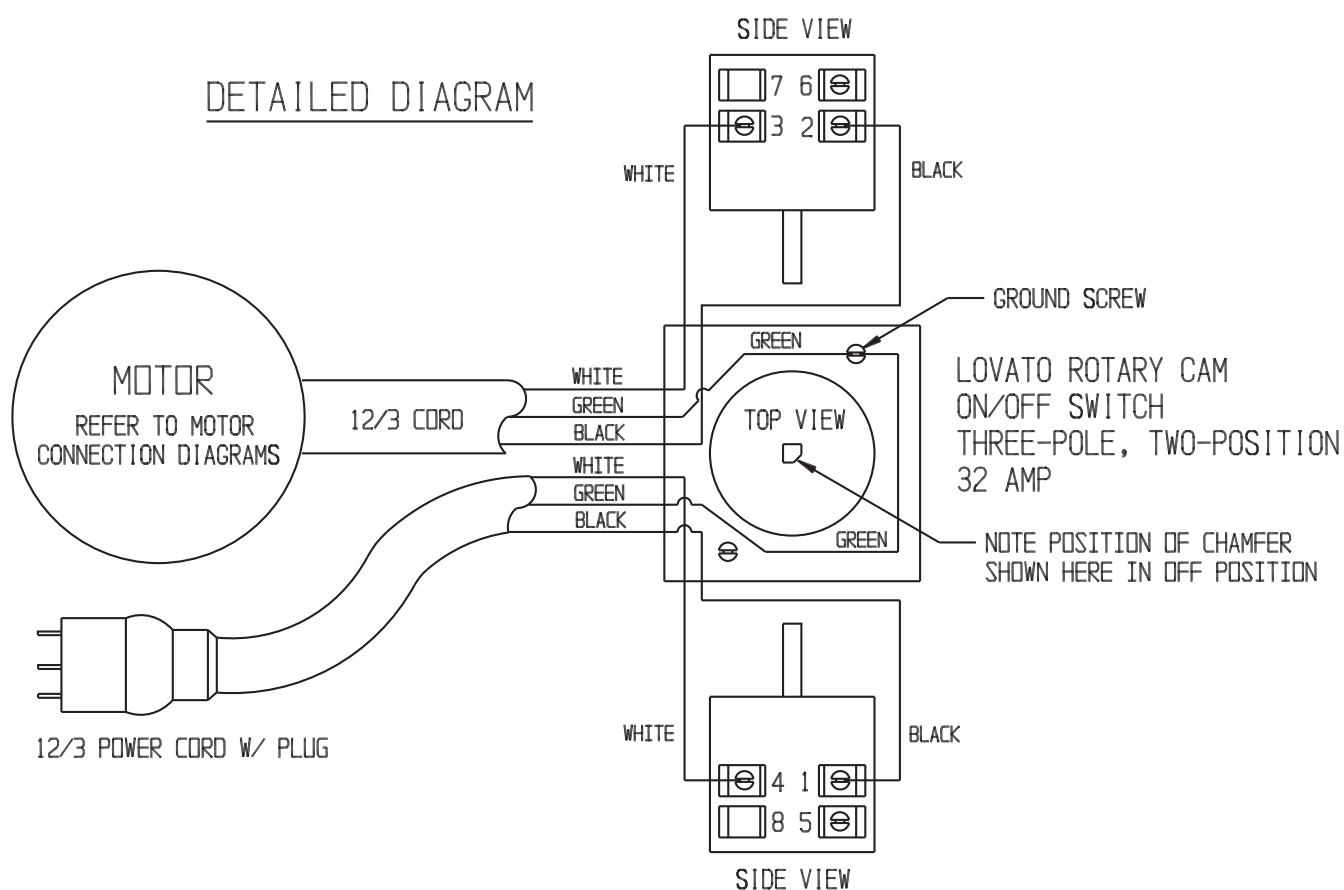 SIDE VIEW
DETAILED DIAGRAM
7 6
3 2
WHITE
BLACK
GROUND SCREW
GREEN
MOTOR
REFER TO MOTOR
CONNECTION DIAGRAMS
12/3 CORD
WHITE
GREEN
BLACK
TOP VIEW
LOVATO ROTARY CAM
ON/OFF SWITCH
THREE-POLE, TWO-POSITION
32 AMP
WHITE
GREEN
BLACK
GREEN
NOTE POSITION OF CHAMFER
SHOWN HERE IN OFF POSITION
12/3 POWER CORD W/ PLUG
WHITE
BLACK
4 1
8 5
SIDE VIEW